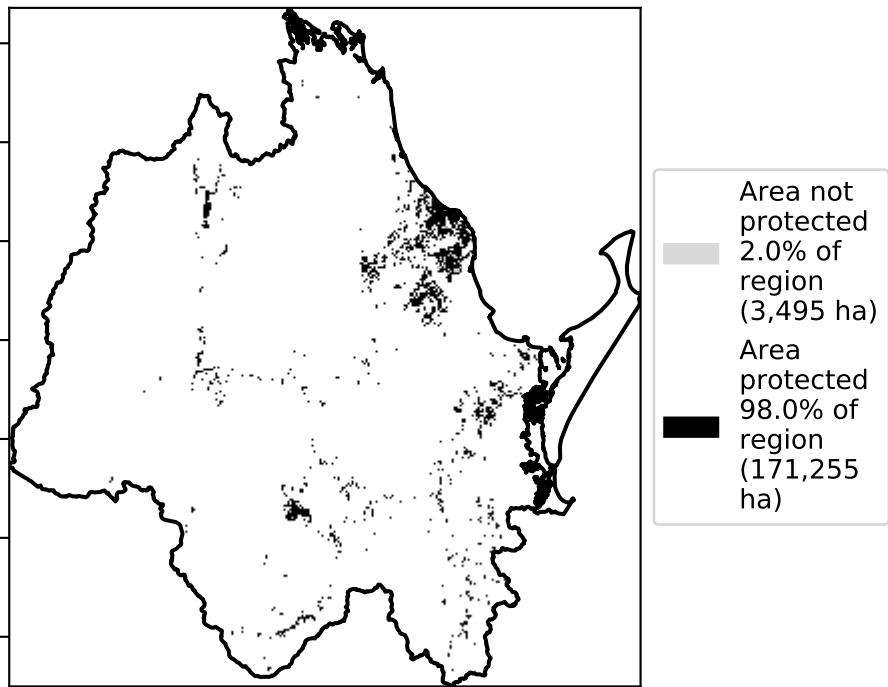 Area not
protected
2.0% of
region
(3,495 ha)
Area
protected
98.0% of
region
(171,255
ha)